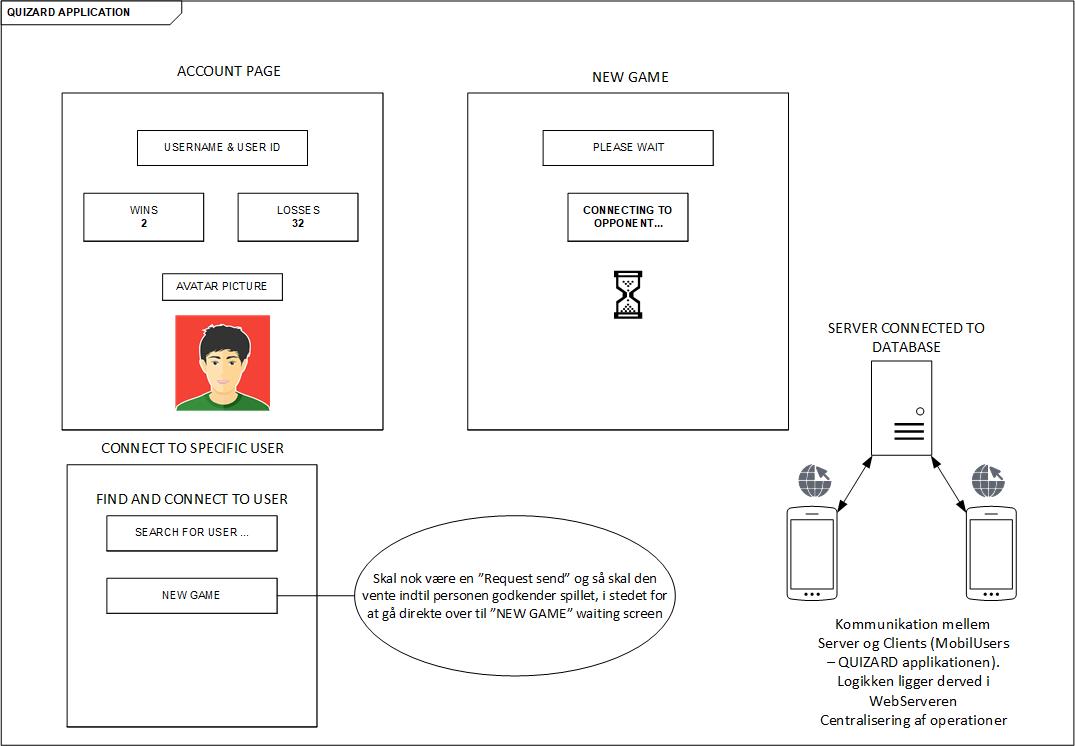 QUIZARD APPLICATION
ACCOUNT PAGE
USERNAME & USER ID
WINS
2
LOSSES
32
AVATAR PICTURE
NEW GAME
PLEASE WAIT
CONNECTING TO
OPPONENT...
CONNECT TO SPECIFIC USER
FIND AND CONNECT TO USER
SEARCH FOR USER ...
NEW GAME
Skal nok være en ”Request send” og så skal den
vente indtil personen godkender spillet, i stedet for
at gå direkte over til ”NEW GAME” waiting screen
SERVER CONNECTED TO
DATABASE
Kommunikation mellem
Server og Clients (MobilUsers
– QUIZARD applikationen).
Logikken ligger derved i
WebServeren
Centralisering af operationer